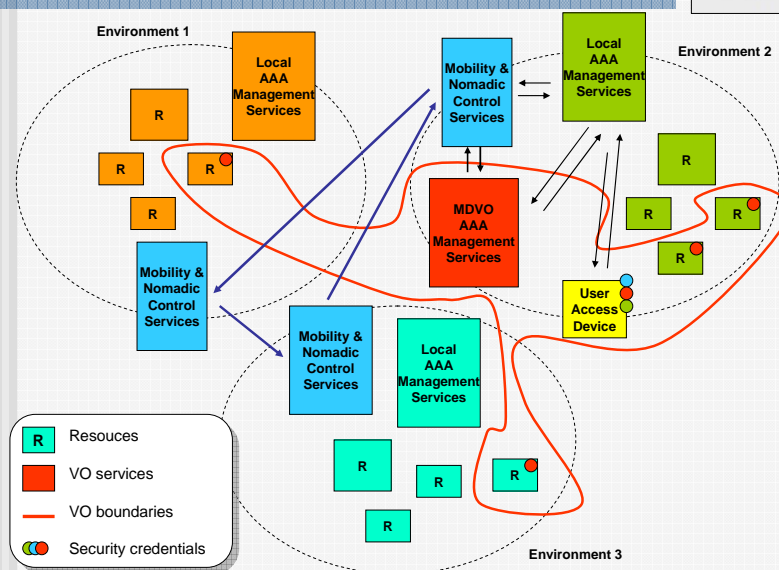 Environment 1
Local
AAA
Management
Services
R
R
R
R
Mobility &
Nomadic
Control
Services
Environment 2
Mobility &
Nomadic
Control
Services
Local
AAA
Management
Services
MDVO
AAA
Management
Services
R
R
R
R
User
Access
Device
Mobility &
Nomadic
Control
Services
Local
AAA
Management
Services
R
R
R
R
Environment 3
R
Resouces
VO services
VO boundaries
Security credentials